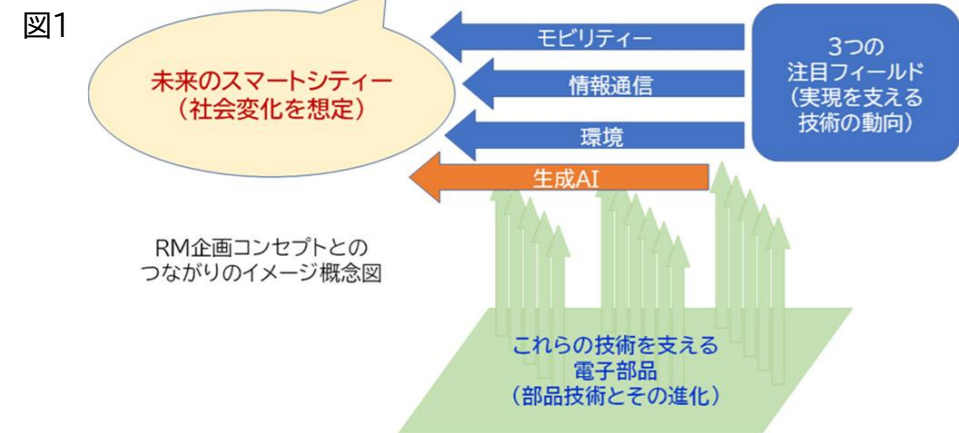 図1
モビリティー
3つの
注目フィールド
(実現を支える
技術の動向)
未来のスマートシティー
(社会変化を想定)
情報通信
環境
生成AI
RM企画コンセプトとの
つながりのイメージ概念図
これらの技術を支える
電子部品
(部品技術とその進化)